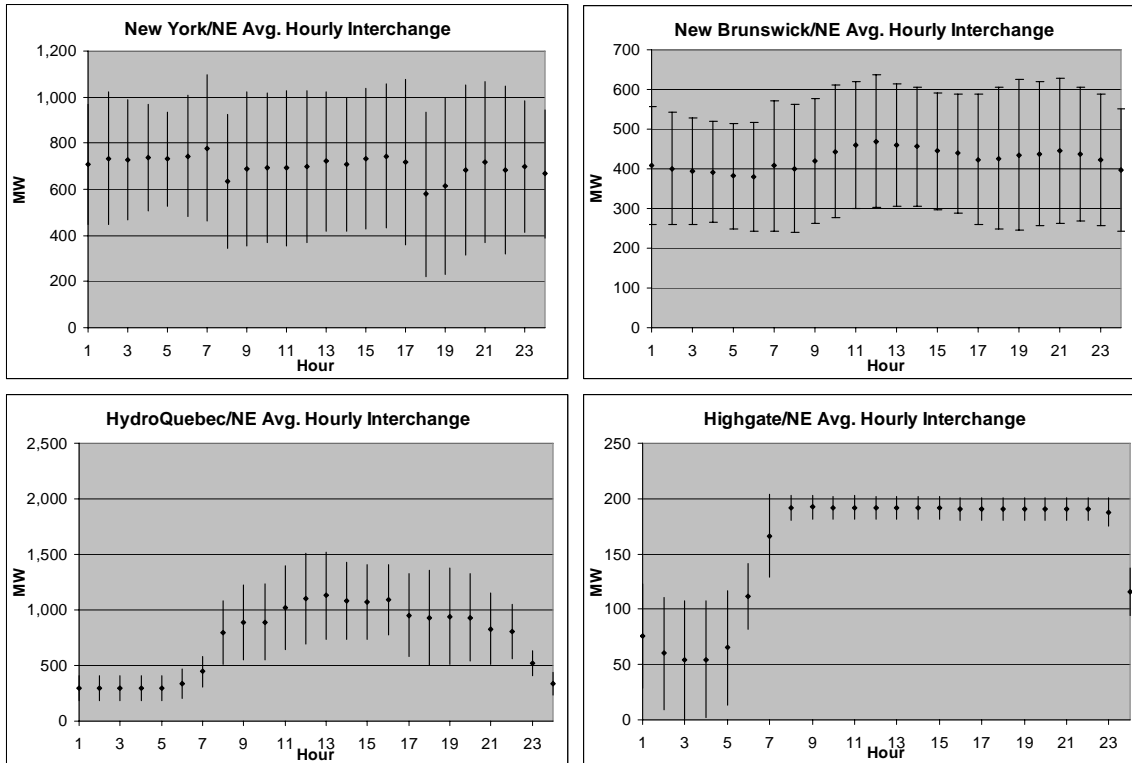 New York/NE Avg. Hourly Interchange
1,200
1,000
800
600
400
200
0
MW
1 3 5 7 9 11 13 15 17 19 21 23
Hour
New Brunswick/NE Avg. Hourly Interchange
700
600
500
400
300
200
100
0
MW
1 3 5 7 9 11 13 15 17 19 21 23
Hour
HydroQuebec/NE Avg. Hourly Interchange
2,500
2,000
1,500
1,000
500
0
MW
1 3 5 7 9 11 13 15 17 19 21 23
Hour
Highgate/NE Avg. Hourly Interchange
250
200
150
100
50
0
MW
1 3 5 7 9 11 13 15 17 19 21 23
Hour